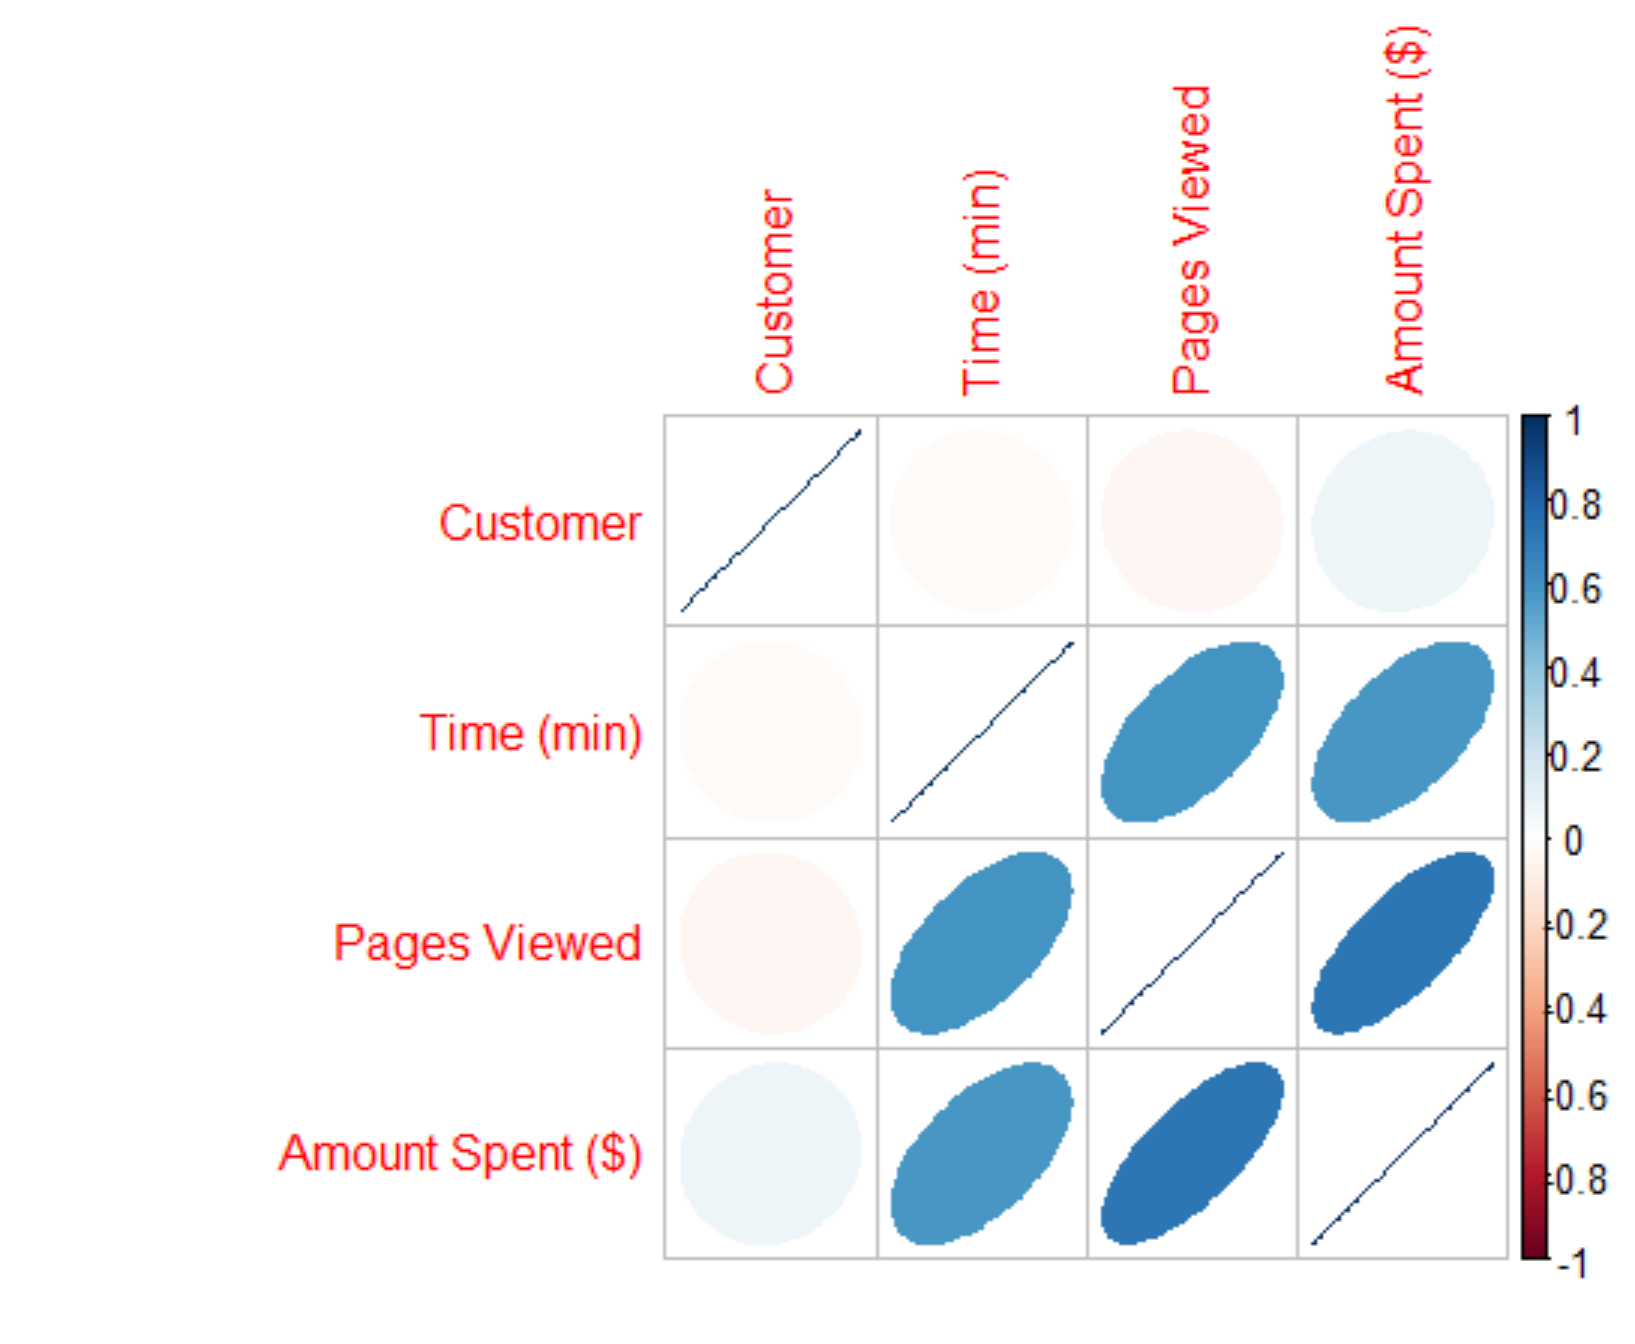 Customer
Time (min)
Pages Viewed
Amount Spent ($)
Customer
Time (min)
Pages Viewed
Amount Spent ($)
1
0.8
0.6
0.4
0.2
0
-0.2
-0.4
-0.6
-0.8
-1